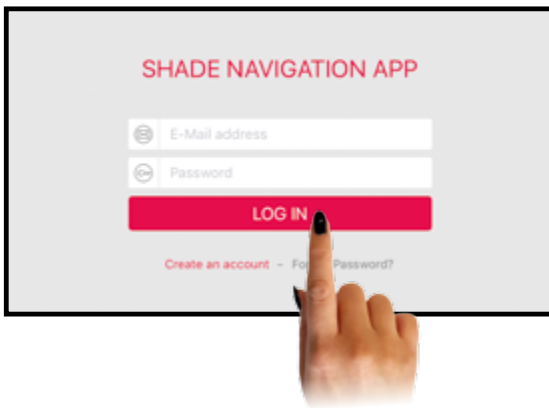 SHADE NAVIGATION APP
E-Mail address
Password
LOG IN
Create an account - Password?